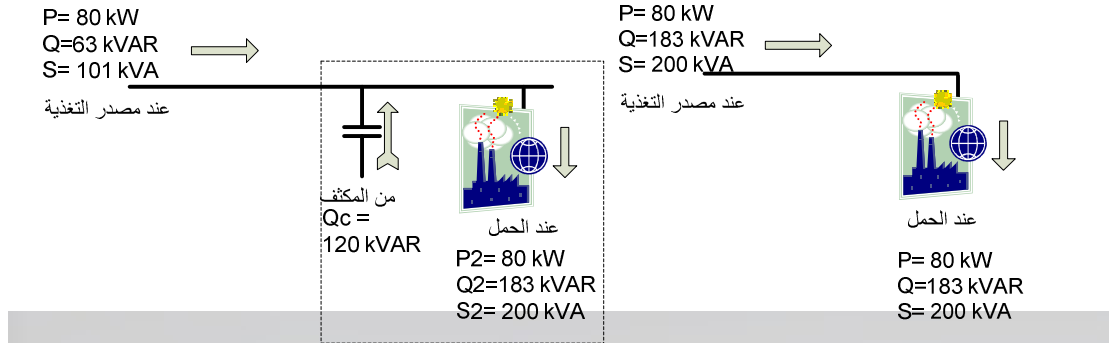 P= 80 kW
Q=63 kVAR
S= 101 kVA
عند مصدر التغذية
من المكثف
Qc =
120 kVAR
عند الحمل
P2= 80 kW
Q2=183 kVAR
S2= 200 kVA
P= 80 kW
Q=183 kVAR
S= 200 kVA
عند مصدر التغذية
عند الحمل
P= 80 kW
Q=183 kVAR
S= 200 kVA